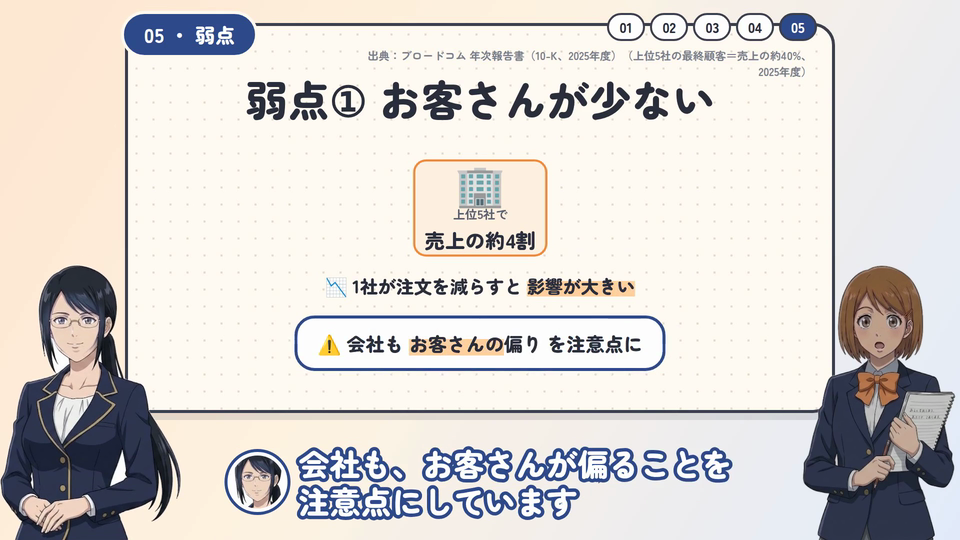 05 ・ 弱点
01 02 03 04 05
出典：ブロードコム 年次報告書（10-K、2025年度）（上位5社の最終顧客＝売上の約40%、
2025年度）
弱点① お客さんが少ない
上位5社で
売上の約4割
1社が注文を減らすと 影響が大きい
会社も お客さんの偏り を注意点に
会社も、お客さんが偏ることを
注意点にしています